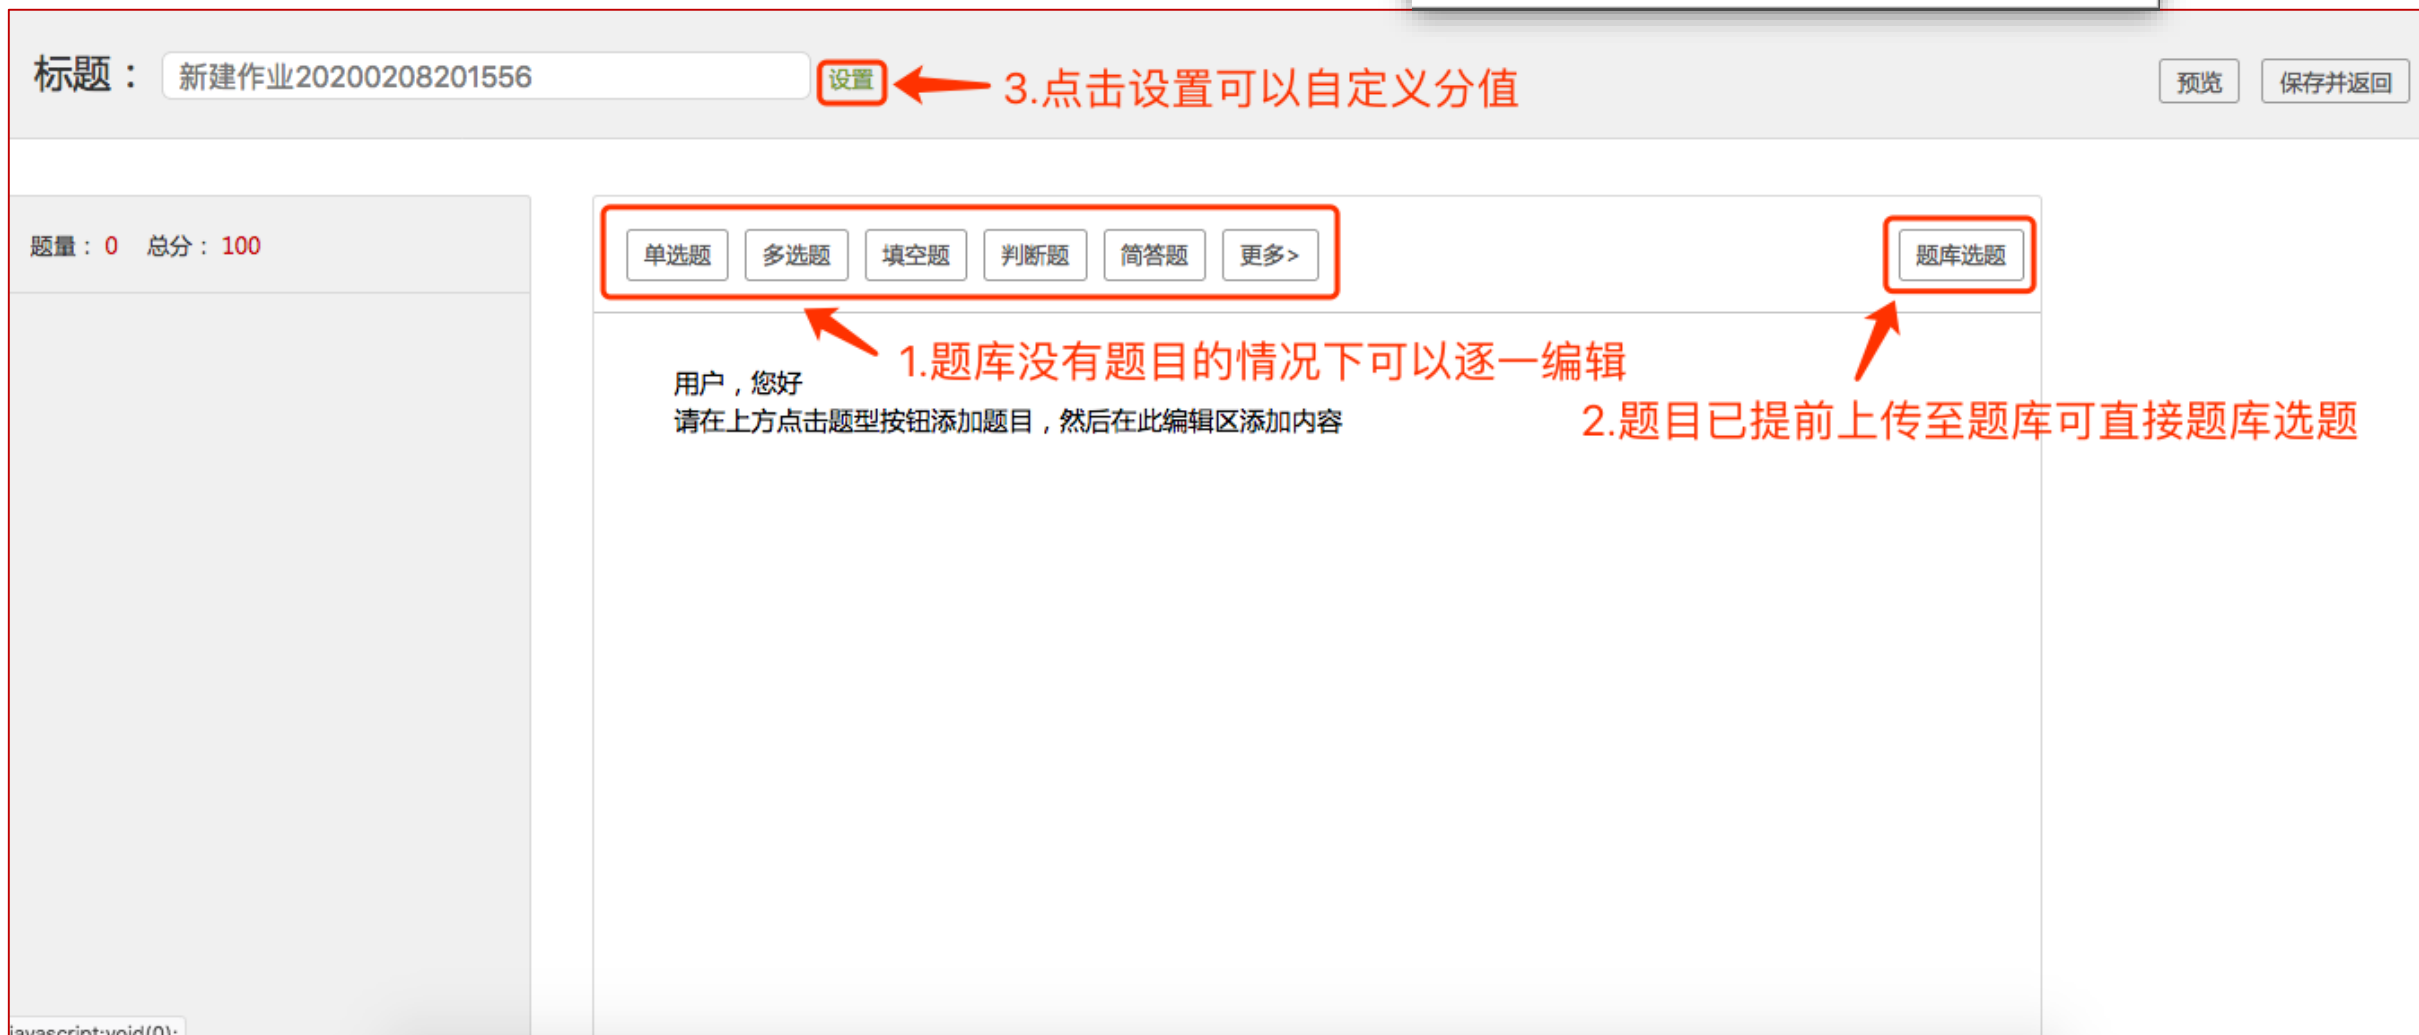 标题： 新建作业20200208201556 设置 3.点击设置可以自定义分值 预览 保存并返回
题量： 0 总分： 100
单选题 多选题 填空题 判断题 简答题 更多> 题库选题
1.题库没有题目的情况下可以逐一编辑
用户，您好
请在上方点击题型按钮添加题目，然后在此编辑区添加内容
2.题目已提前上传至题库可直接题库选题
javascript:void(0);